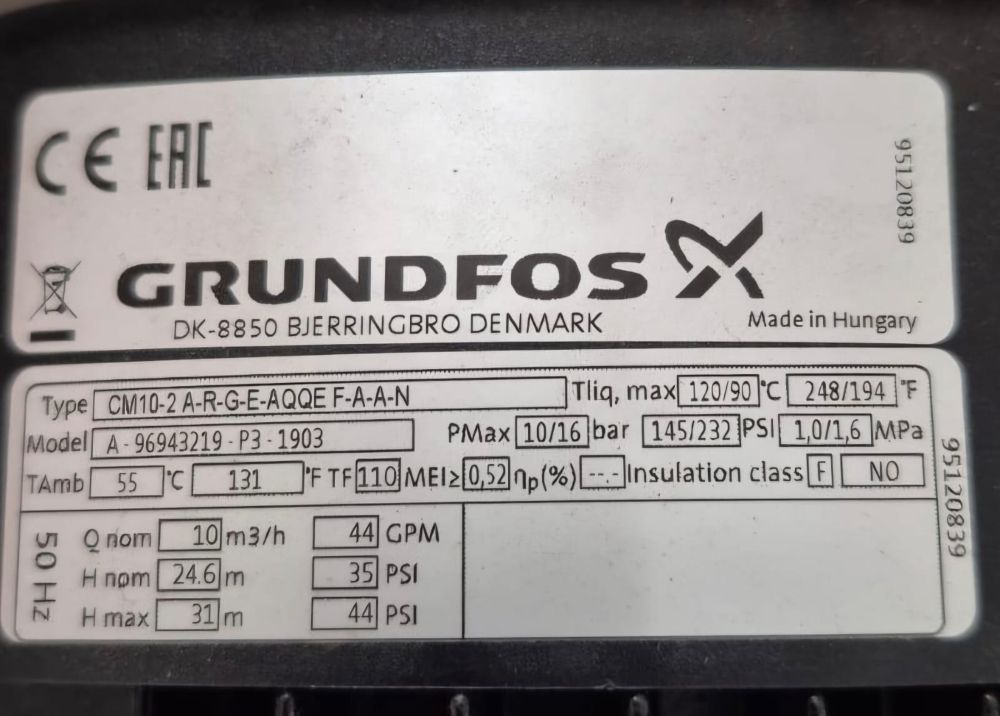 CE EAC
95120839
GRUNDFOS
DK-8850 BJERRINGBRO DENMARK
Made in Hungary
Type CM10-2 A-R-G-E-AQQE F-A-A-N Tliq, max 120/90 °C 248/194 °F
Model A - 96943219 - P3 - 1903 PMax 10/16 bar 145/232 PSI 1,0/1,6 MPa
TAmb 55 °C 131 °F TF 110 MEI≥ 0,52 ηp(%) --.- Insulation class F NO
95120839
50 Hz
Q nom 10 m3/h 44 GPM
H nom 24.6 m 35 PSI
H max 31 m 44 PSI